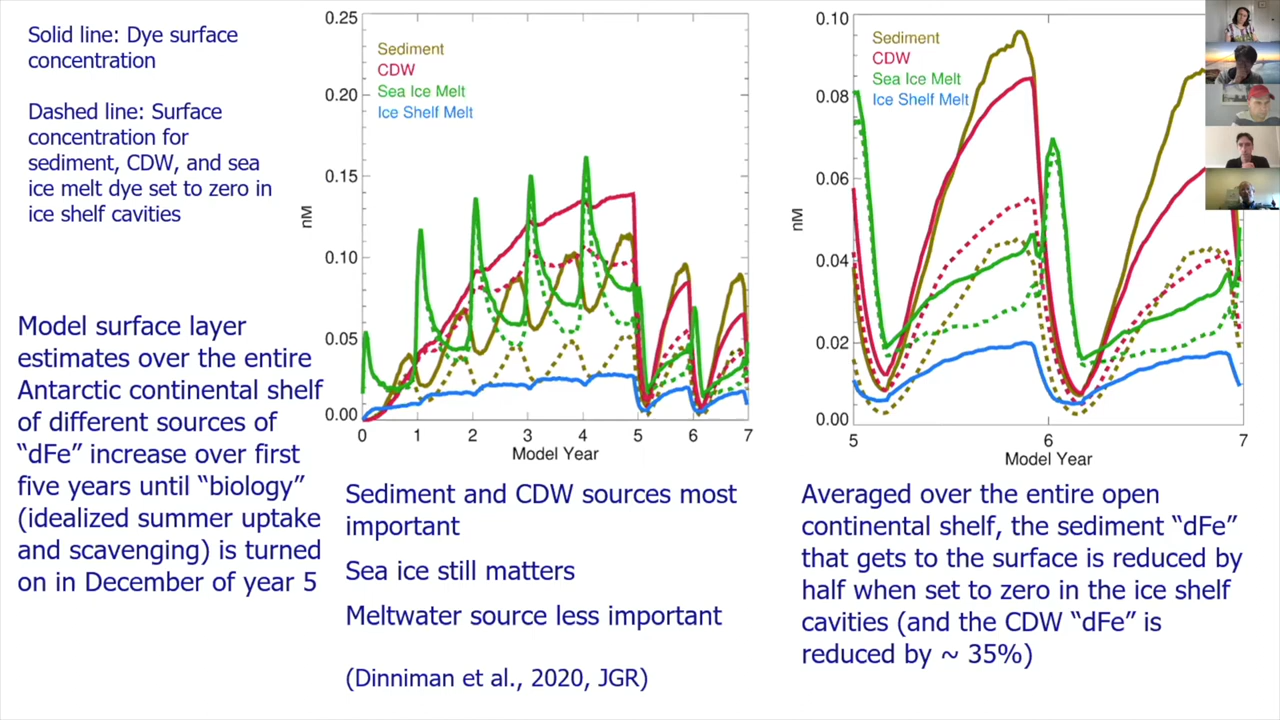 Solid line: Dye surface
concentration
Dashed line: Surface
concentration for
sediment, CDW, and sea
ice melt dye set to zero in
ice shelf cavities
Model surface layer
estimates over the entire
Antarctic continental shelf
of different sources of
“dFe” increase over first
five years until “biology”
(idealized summer uptake
and scavenging) is turned
on in December of year 5
0.25
0.20
0.15
0.10
0.05
0.00
nM
Sediment
CDW
Sea Ice Melt
Ice Shelf Melt
0 1 2 3 4 5 6 7
Model Year
Sediment and CDW sources most
important
Sea ice still matters
Meltwater source less important
(Dinniman et al., 2020, JGR)
0.10
0.08
0.06
0.04
0.02
0.00
nM
Sediment
CDW
Sea Ice Melt
Ice Shelf Melt
5 6 7
Model Year
Averaged over the entire open
continental shelf, the sediment “dFe”
that gets to the surface is reduced by
half when set to zero in the ice shelf
cavities (and the CDW “dFe” is
reduced by ~ 35%)